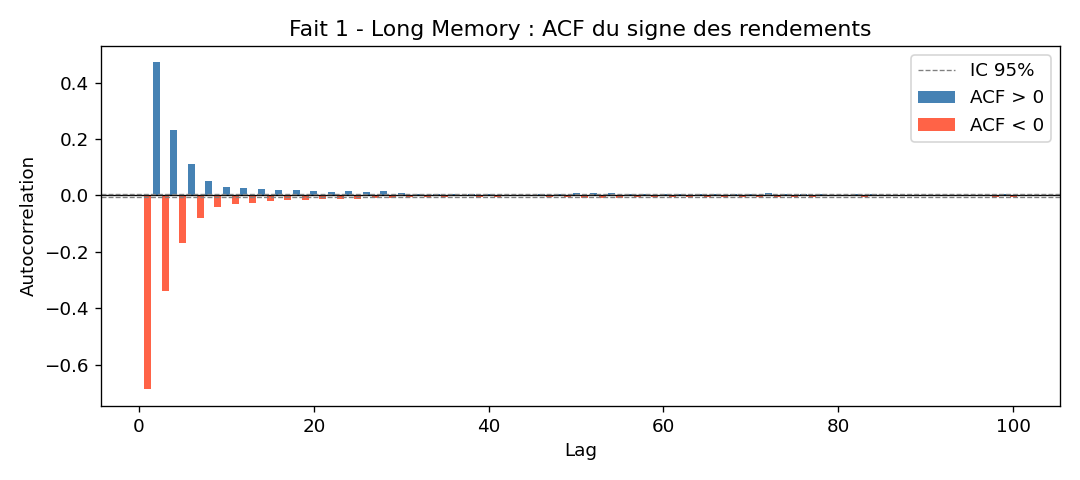 Fait 1 - Long Memory : ACF du signe des rendements
IC 95%
ACF > 0
ACF < 0
Autocorrelation
0.4
0.2
0.0
−0.2
−0.4
−0.6
0 20 40 60 80 100
Lag